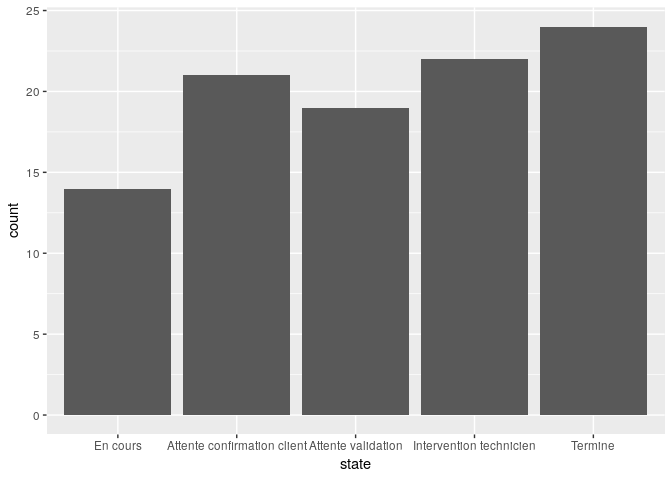 25
20
15
10
5
0
count
En cours Attente confirmation client Attente validation Intervention technicien Termine
state